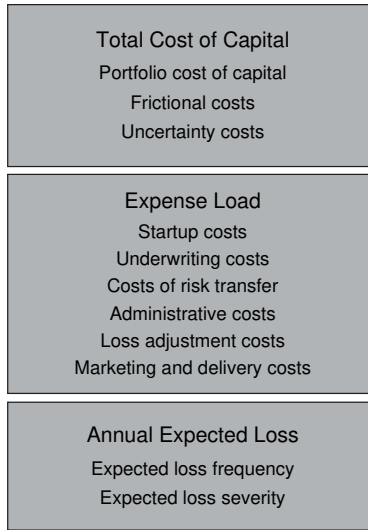 Total Cost of Capital
Portfolio cost of capital
Frictional costs
Uncertainty costs
Expense Load
Startup costs
Underwriting costs
Costs of risk transfer
Administrative costs
Loss adjustment costs
Marketing and delivery costs
Annual Expected Loss
Expected loss frequency
Expected loss severity